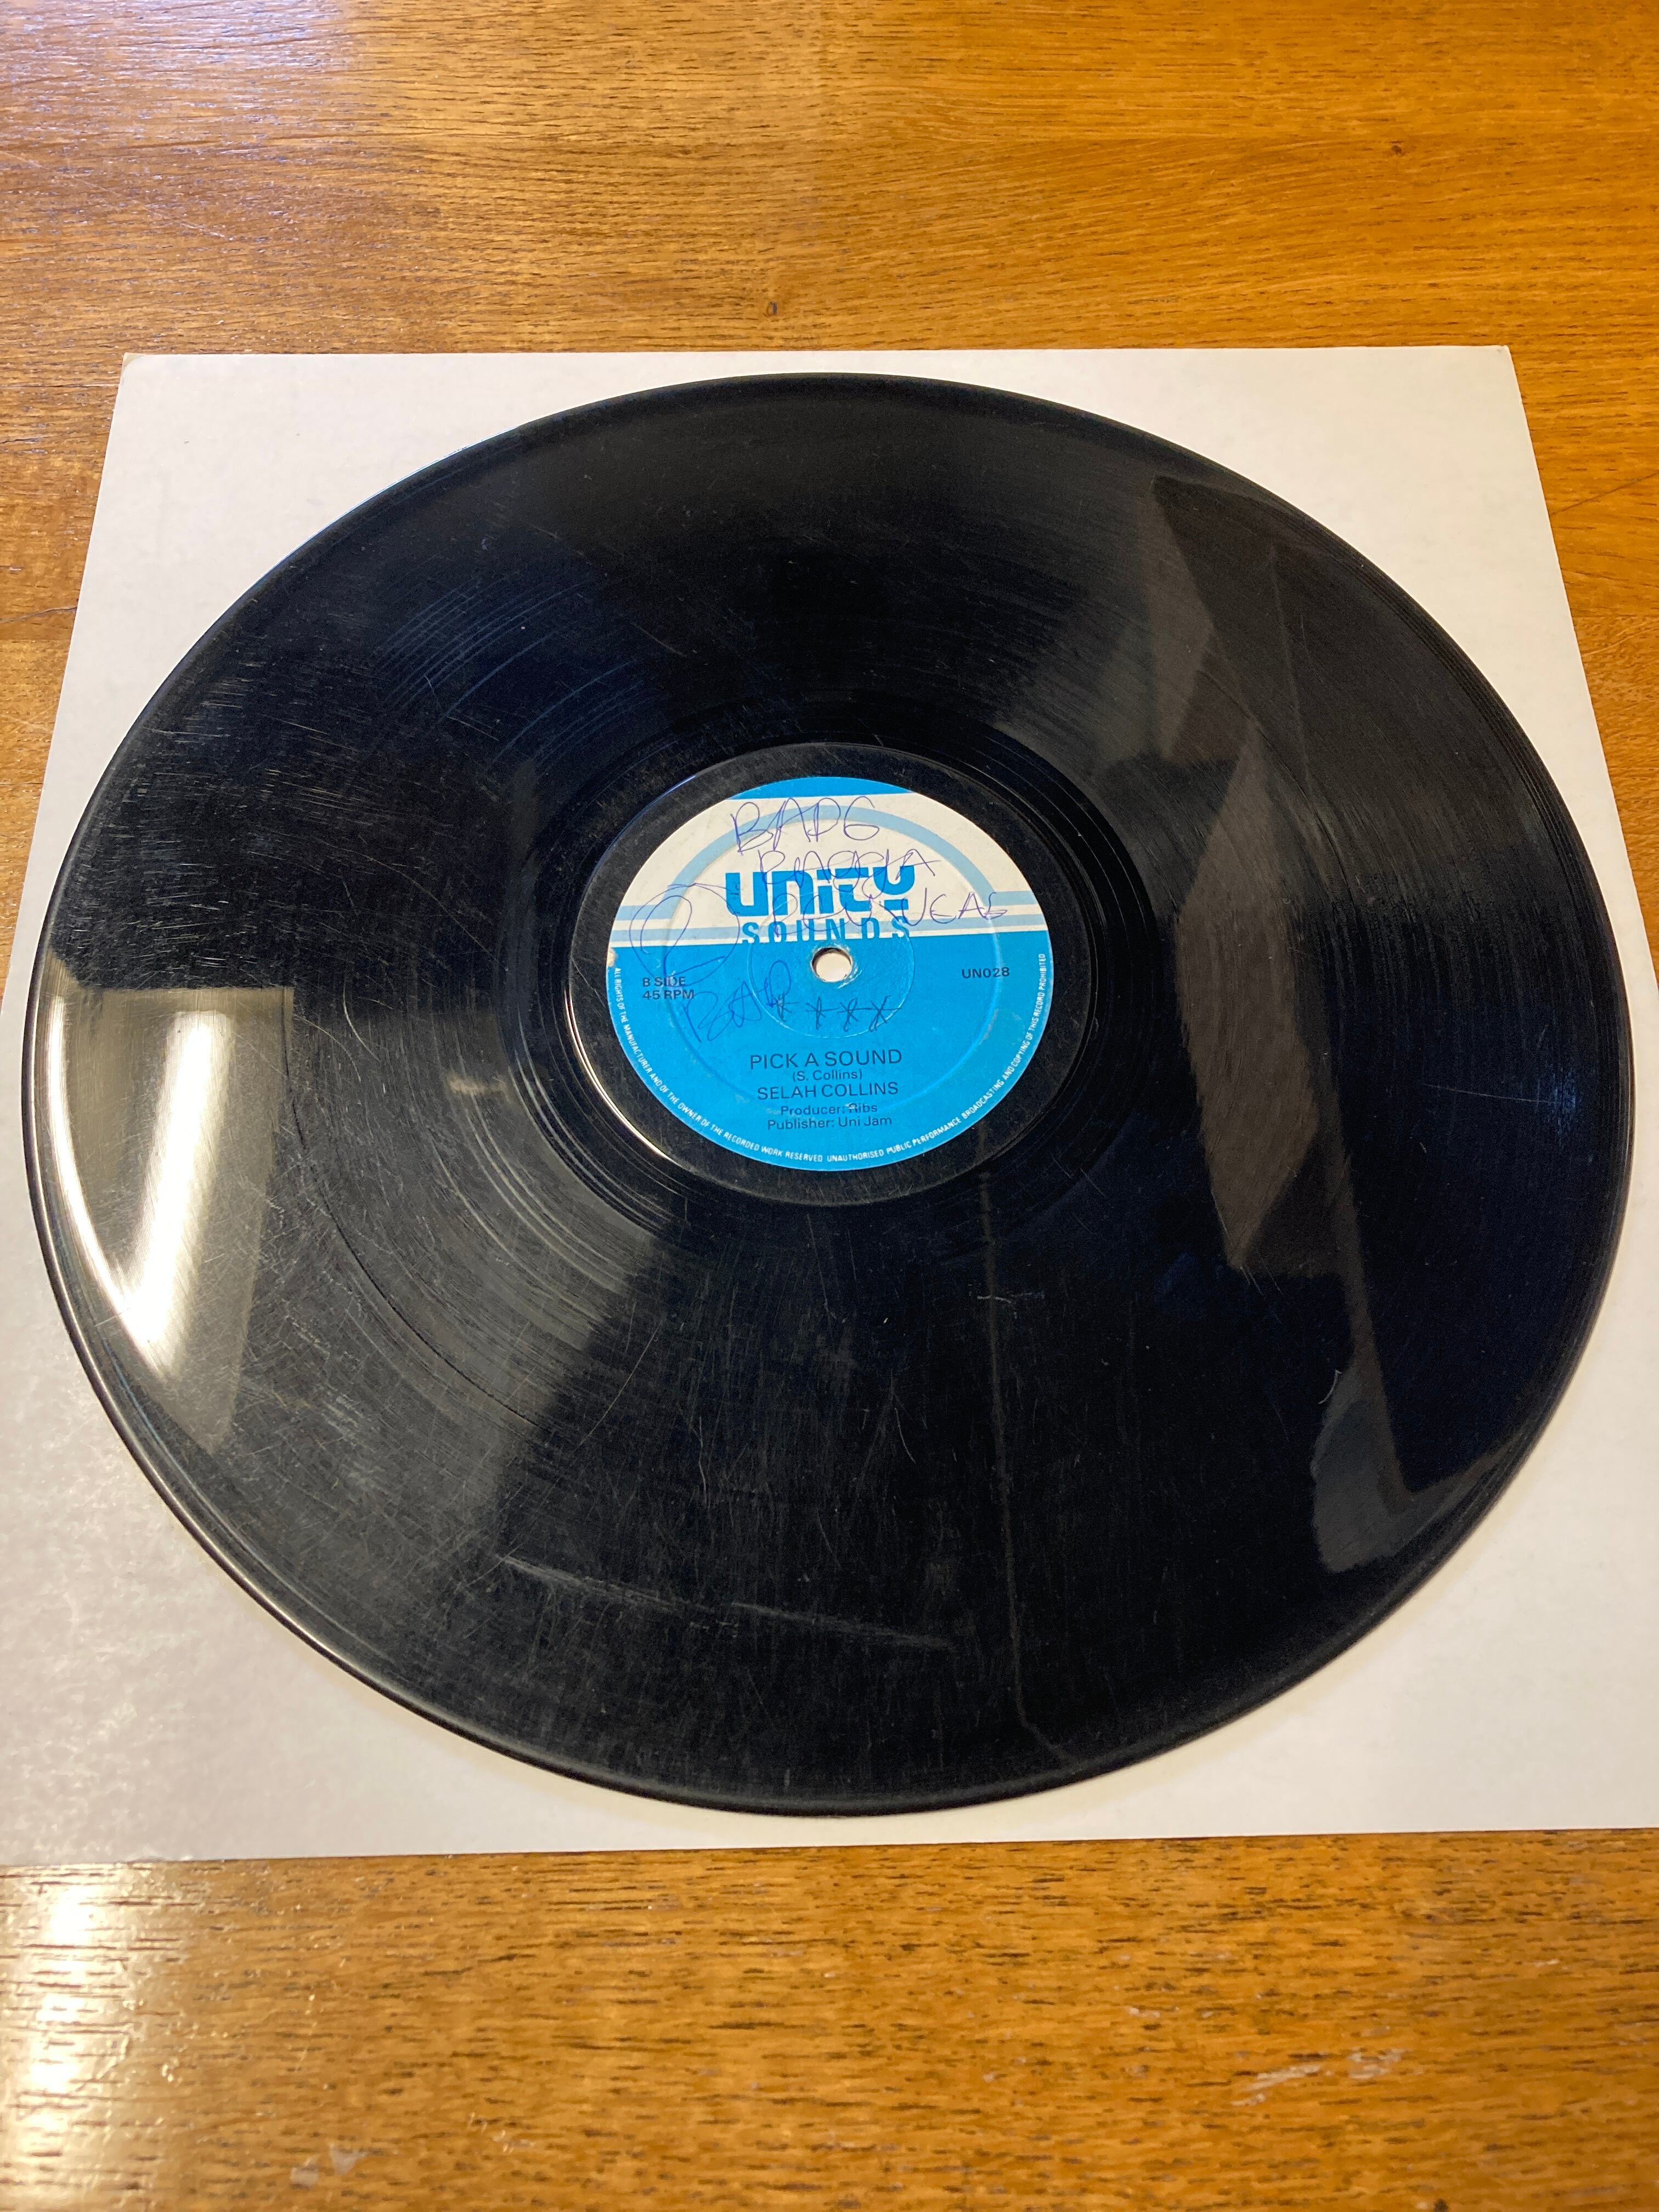 BADG
unity
SOUNDS
B SIDE
45 RPM
UN028
PICK A SOUND
(S. Collins)
SELAH COLLINS
Producer: Ribs
Publisher: Uni Jam
ALL RIGHTS OF THE MANUFACTURER AND OF THE OWNER OF THE RECORDED WORK RESERVED UNAUTHORISED PUBLIC PERFORMANCE BROADCASTING AND COPYING OF THIS RECORD PROHIBITED